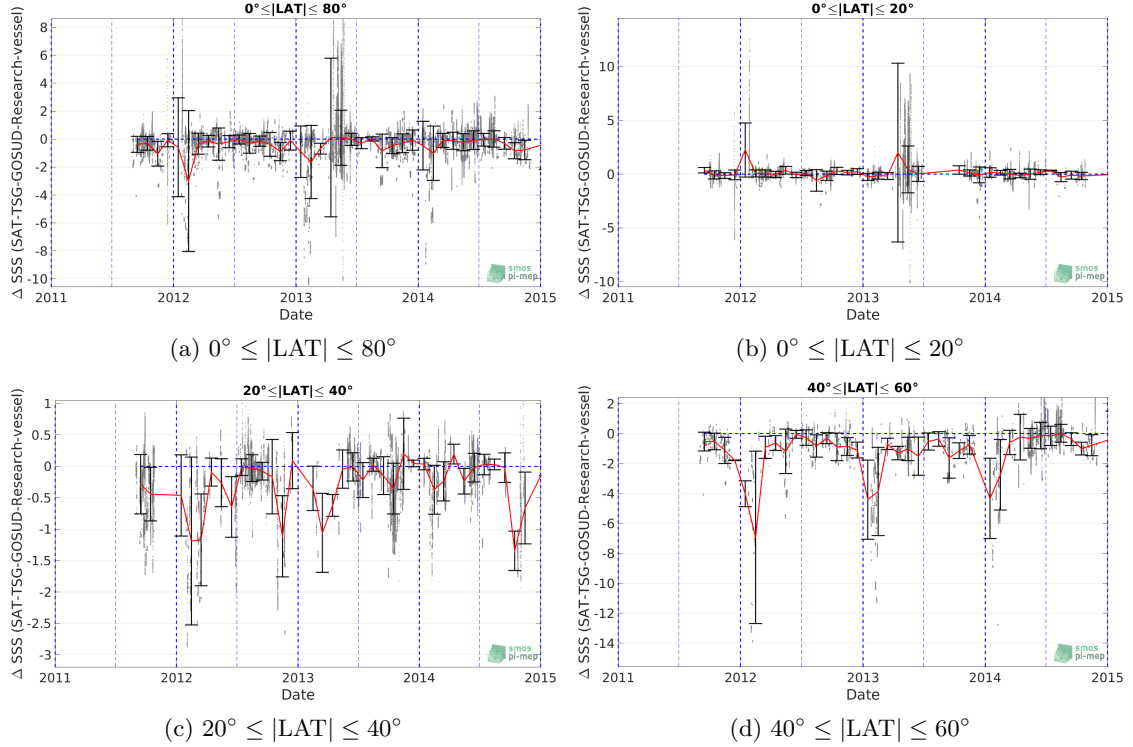 0°≤|LAT|≤ 80°
Δ SSS (SAT-TSG-GOSUD-Research-vessel)
8
6
4
2
0
-2
-4
-6
-8
-10
2011 2012 2013 2014 2015
Date
smos
pi-mep
(a) 0° ≤ |LAT| ≤ 80°
0°≤|LAT|≤ 20°
Δ SSS (SAT-TSG-GOSUD-Research-vessel)
10
5
0
-5
-10
2011 2012 2013 2014 2015
Date
smos
pi-mep
(b) 0° ≤ |LAT| ≤ 20°
20°≤|LAT|≤ 40°
Δ SSS (SAT-TSG-GOSUD-Research-vessel)
1
0.5
0
-0.5
-1
-1.5
-2
-2.5
-3
2011 2012 2013 2014 2015
Date
smos
pi-mep
(c) 20° ≤ |LAT| ≤ 40°
40°≤|LAT|≤ 60°
Δ SSS (SAT-TSG-GOSUD-Research-vessel)
2
0
-2
-4
-6
-8
-10
-12
-14
2011 2012 2013 2014 2015
Date
smos
pi-mep
(d) 40° ≤ |LAT| ≤ 60°